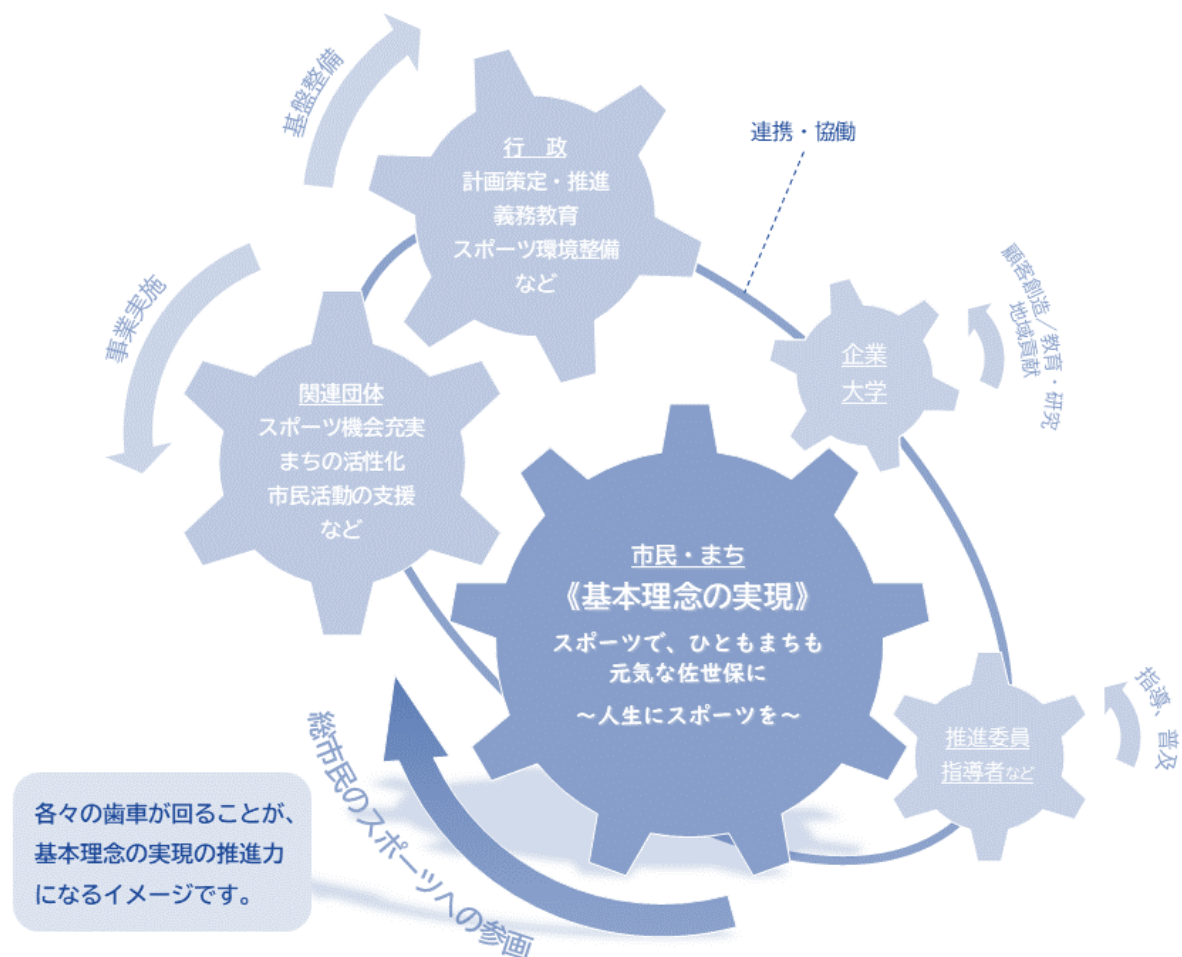 基盤整備
行　政
計画策定・推進
義務教育
スポーツ環境整備
など
連携・協働
事業実施
関連団体
スポーツ機会充実
まちの活性化
市民活動の支援
など
企業
大学
顧客創造／教育・研究
地域貢献
市民・まち
《基本理念の実現》
スポーツで、ひともまちも
元気な佐世保に
～人生にスポーツを～
推進委員
指導者など
指導、普及
総市民のスポーツへの参画
各々の歯車が回ることが、
基本理念の実現の推進力
になるイメージです。